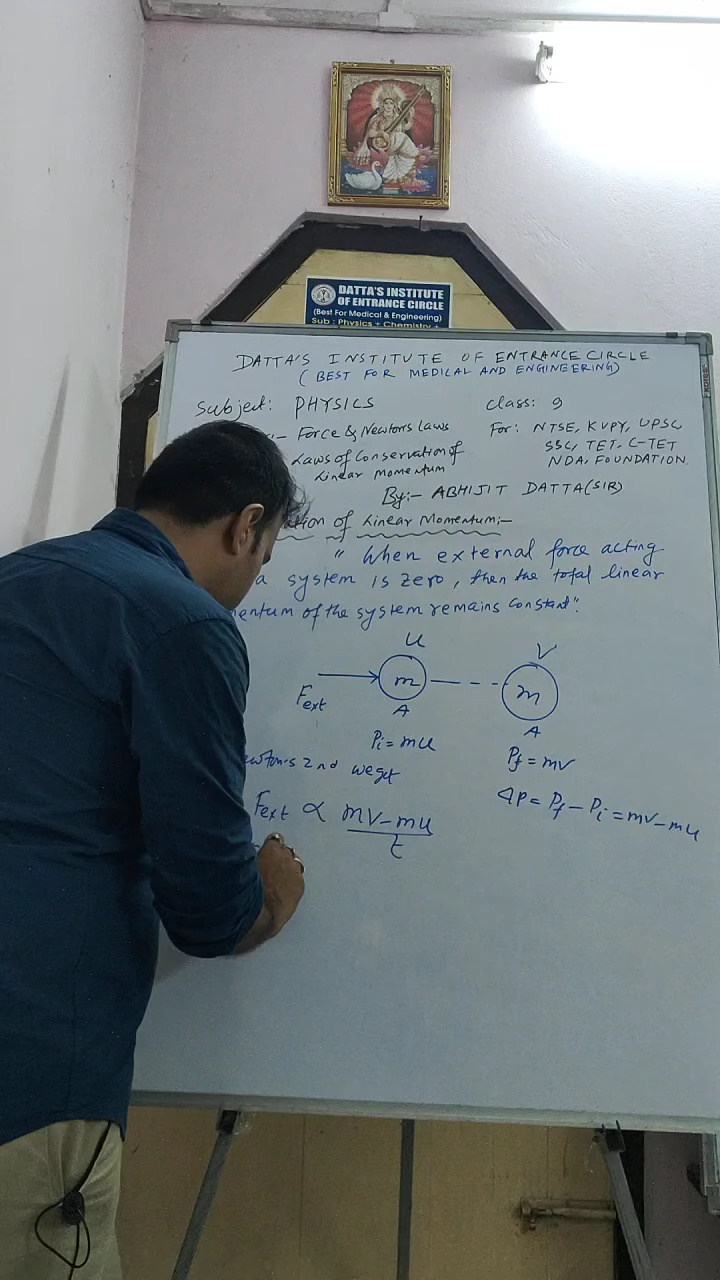 DATTA'S INSTITUTE
OF ENTRANCE CIRCLE
(Best For Medical & Engineering)
Sub : Physics + Chemistry +
DATTA'S INSTITUTE OF ENTRANCE CIRCLE
(BEST FOR MEDICAL AND ENGINEERING)
Subject: PHYSICS
Class: 9
:- Force & Newton's Laws
For: NTSE, KVPY, UPSC
Laws of Conservation of
SSC, TET, C-TET
Linear Momentum
NDA, FOUNDATION.
By:- ABHIJIT DATTA(SIR)
ation of Linear Momentum:-
"When external force acting
a system is zero, then the total linear
entum of the system remains constant".
u
v
Fext
m
m
A
A
Pi = mu
Pf = mv
ewton's 2nd we get
Δp = Pf - Pi = mv - mu
Fext ∝ mv - mu
t